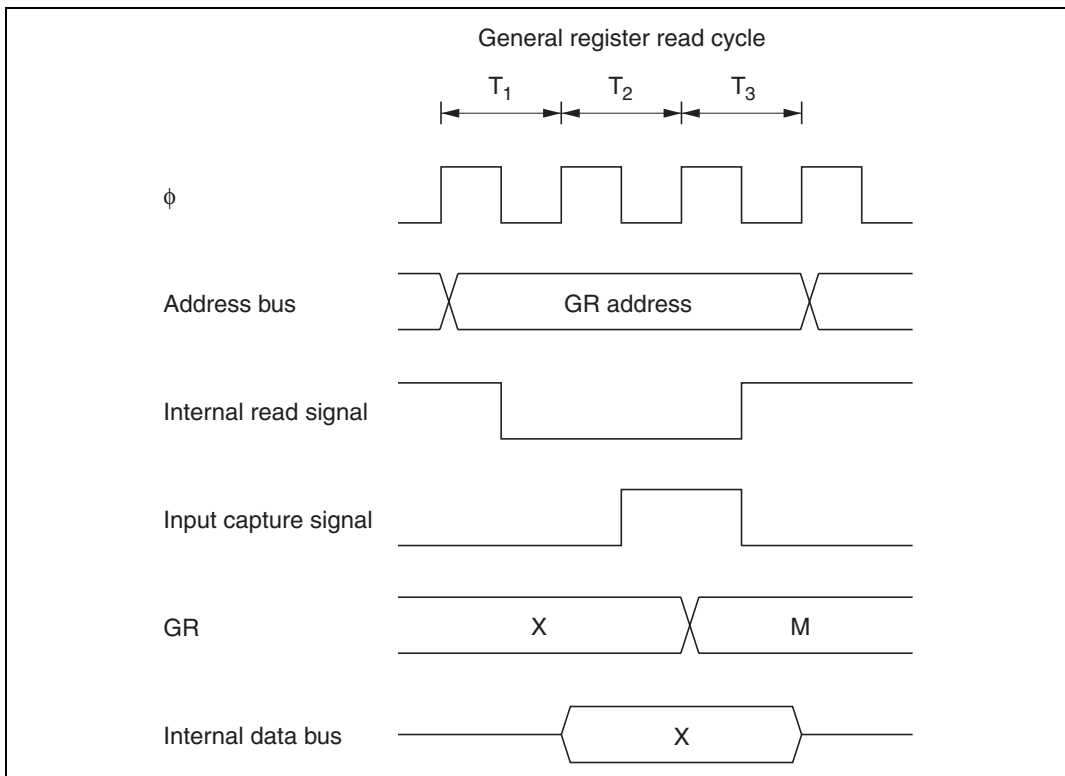 General register read cycle
T1 T2 T3
φ
Address bus GR address
Internal read signal
Input capture signal
GR X M
Internal data bus X